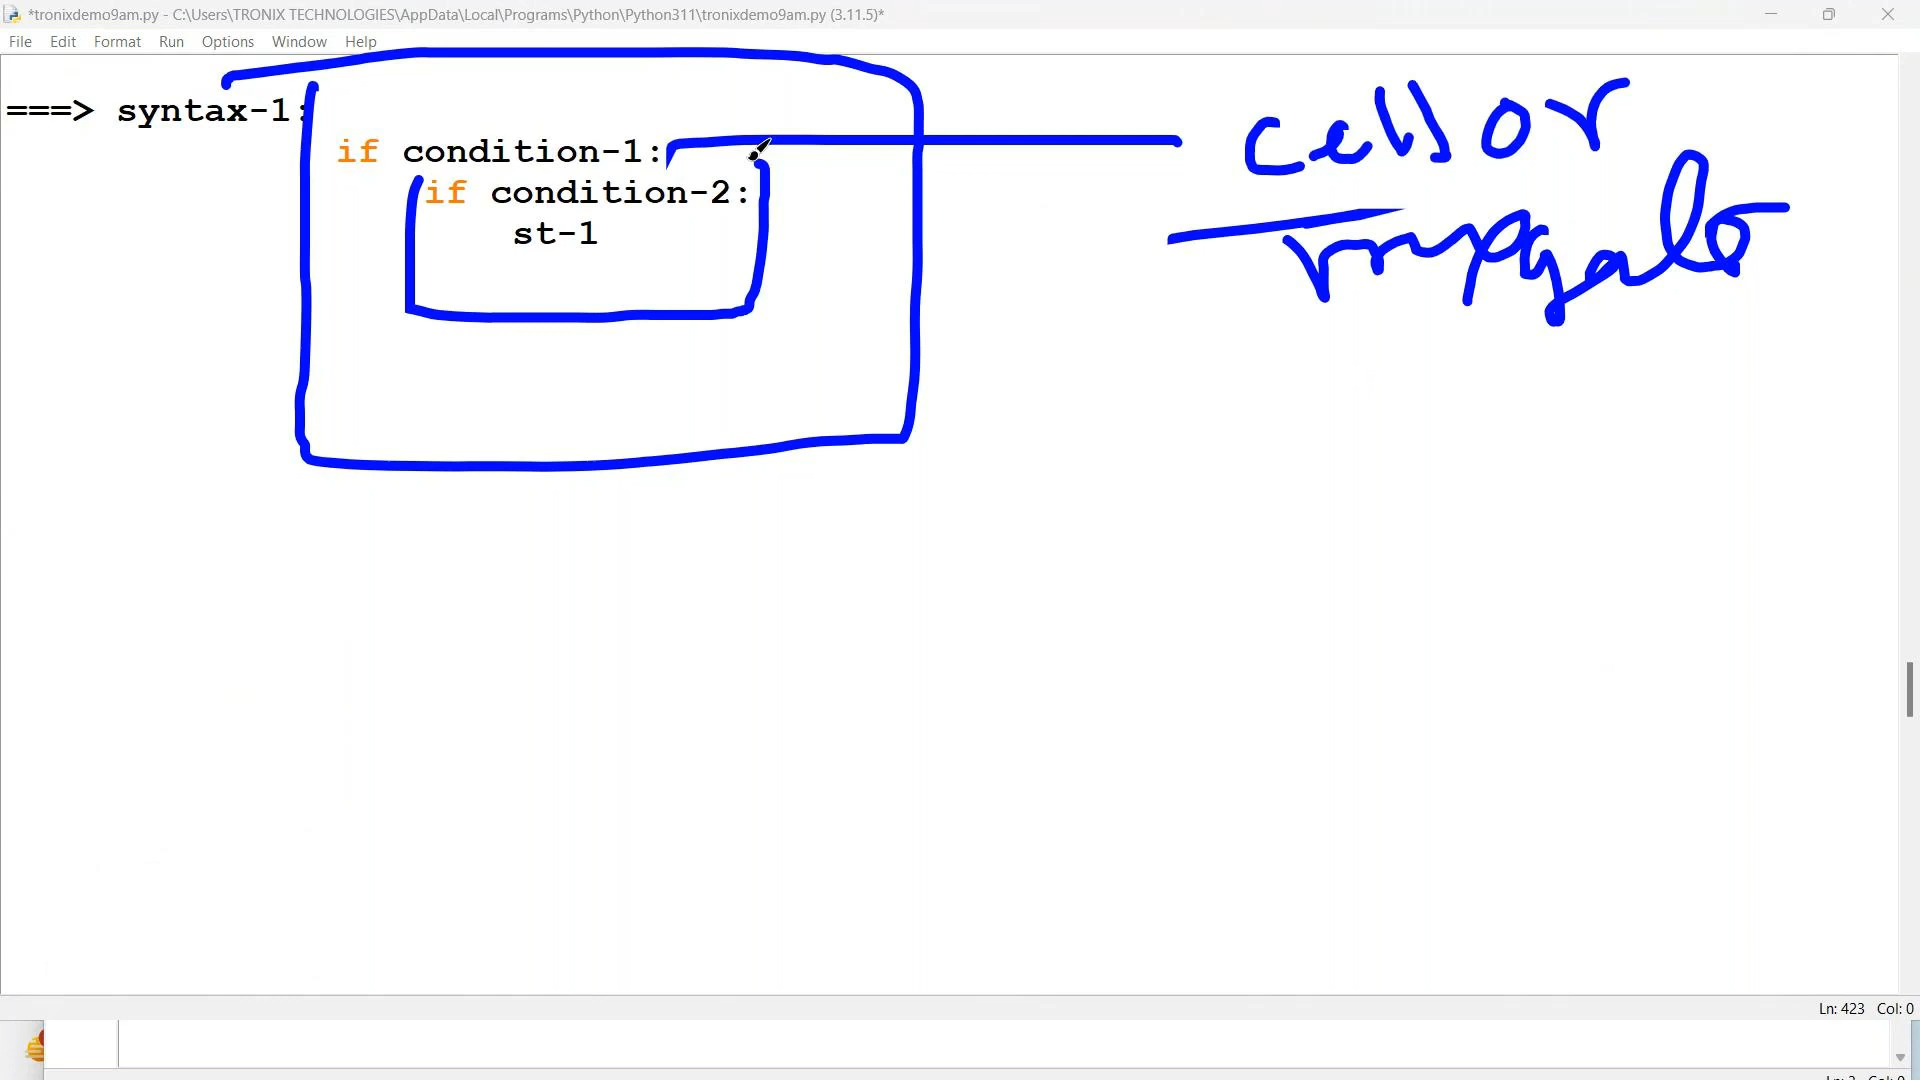 *tronixdemo9am.py - C:\Users\TRONIX TECHNOLOGIES\AppData\Local\Programs\Python\Python311\tronixdemo9am.py (3.11.5)*
File Edit Format Run Options Window Help
===> syntax-1:
if condition-1:
if condition-2:
st-1
cell or
Ln: 423 Col: 0